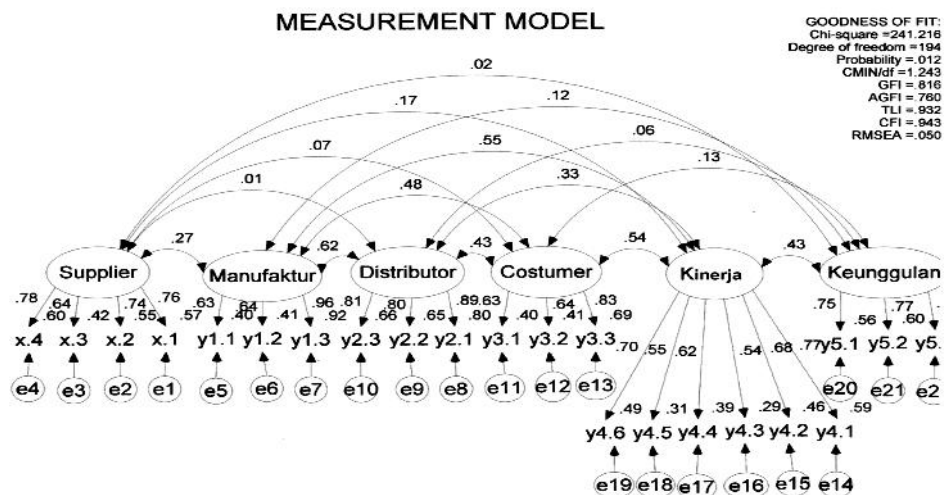 MEASUREMENT MODEL
GOODNESS OF FIT:
Chi-square =241.216
Degree of freedom =194
Probability =.012
CMIN/df =1.243
GFI =.816
AGFI =.760
TLI =.932
CFI =.943
RMSEA =.050
.02
.17 .12
.07 .55 .06
.01 .48 .33 .13
.27 .62 .43 .54 .43
Supplier Manufaktur Distributor Costumer Kinerja Keunggulan
.78 .64 .74 .76 .63 .64 .96 .81 .80 .89 .63 .64 .83 .75 .77
.60 .42 .55 .57 .40 .41 .92 .66 .65 .80 .40 .41 .69 .56 .60
x.4 x.3 x.2 x.1 y1.1 y1.2 y1.3 y2.3 y2.2 y2.1 y3.1 y3.2 y3.3 y5.1 y5.2 y5.
.70 .55 .62 .54 .68 .77
e4 e3 e2 e1 e5 e6 e7 e10 e9 e8 e11 e12 e13 e20 e21 e2
.49 .31 .39 .29 .46 .59
y4.6 y4.5 y4.4 y4.3 y4.2 y4.1
e19 e18 e17 e16 e15 e14